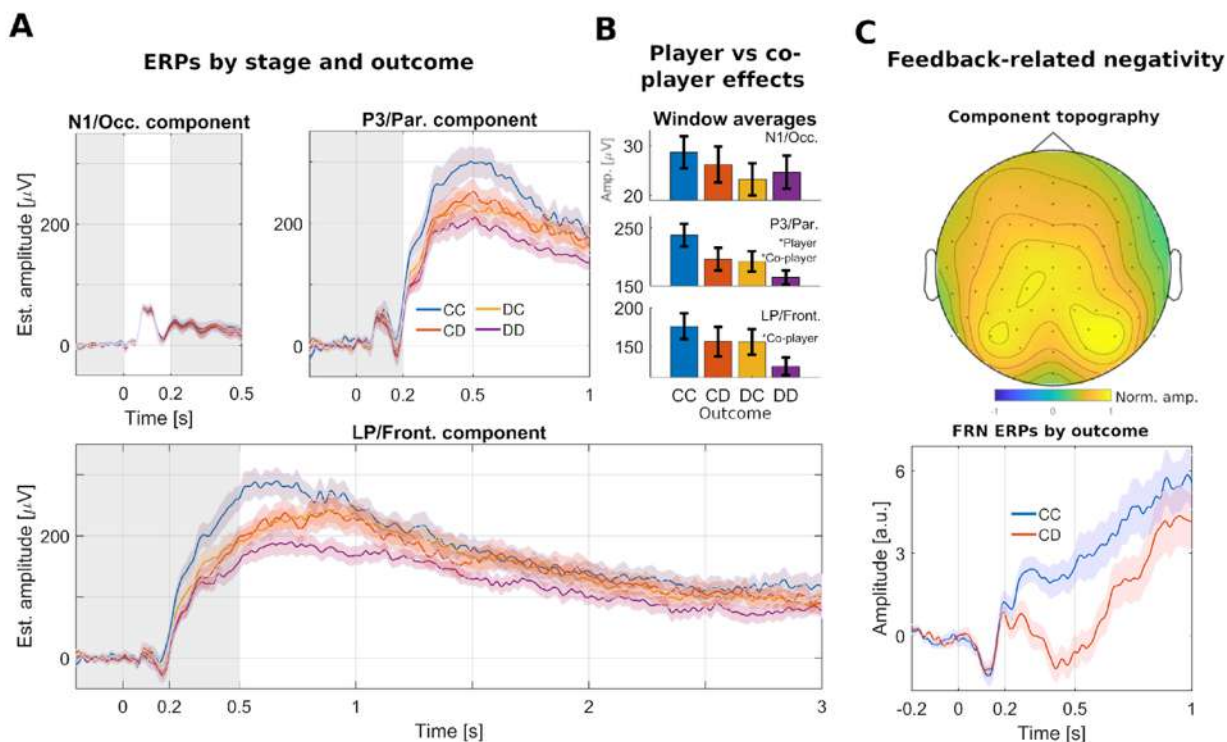 A
ERPs by stage and outcome
N1/Occ. component
Est. amplitude [µV]
200
0
0
0.2
0.5
Time [s]
P3/Par. component
200
0
CC
DC
CD
DD
0
0.2
0.5
1
Time [s]
LP/Front. component
Est. amplitude [µV]
200
0
0
0.2
0.5
1
2
3
Time [s]
B
Player vs co-
player effects
Window averages
Amp. [µV]
30
20
N1/Occ.
250
150
P3/Par.
*Player
*Co-player
200
150
LP/Front.
*Co-player
CC CD DC DD
Outcome
C
Feedback-related negativity
Component topography
-1
0
1
Norm. amp.
FRN ERPs by outcome
Amplitude [a.u.]
6
3
0
CC
CD
-0.2
0
0.2
0.5
1
Time [s]